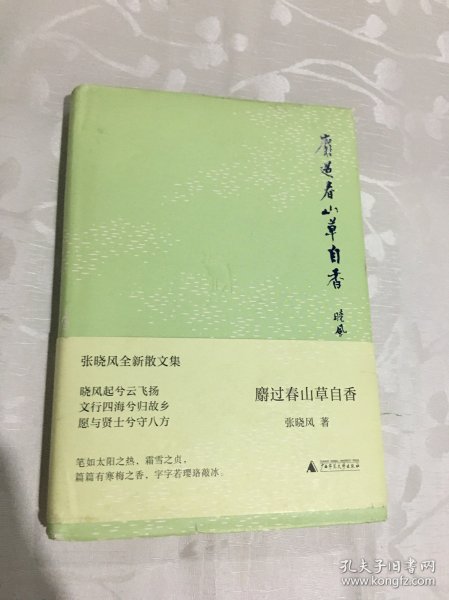 麝过春山草自香
晓风
张晓风全新散文集
晓风起兮云飞扬
文行四海兮归故乡
愿与贤士兮守八方
麝过春山草自香
张晓风 著
笔如太阳之热，霜雪之贞，
篇篇有寒梅之香，字字若璎珞敲冰。
广西师范大学出版社
孔夫子旧书网
www.kongfz.com